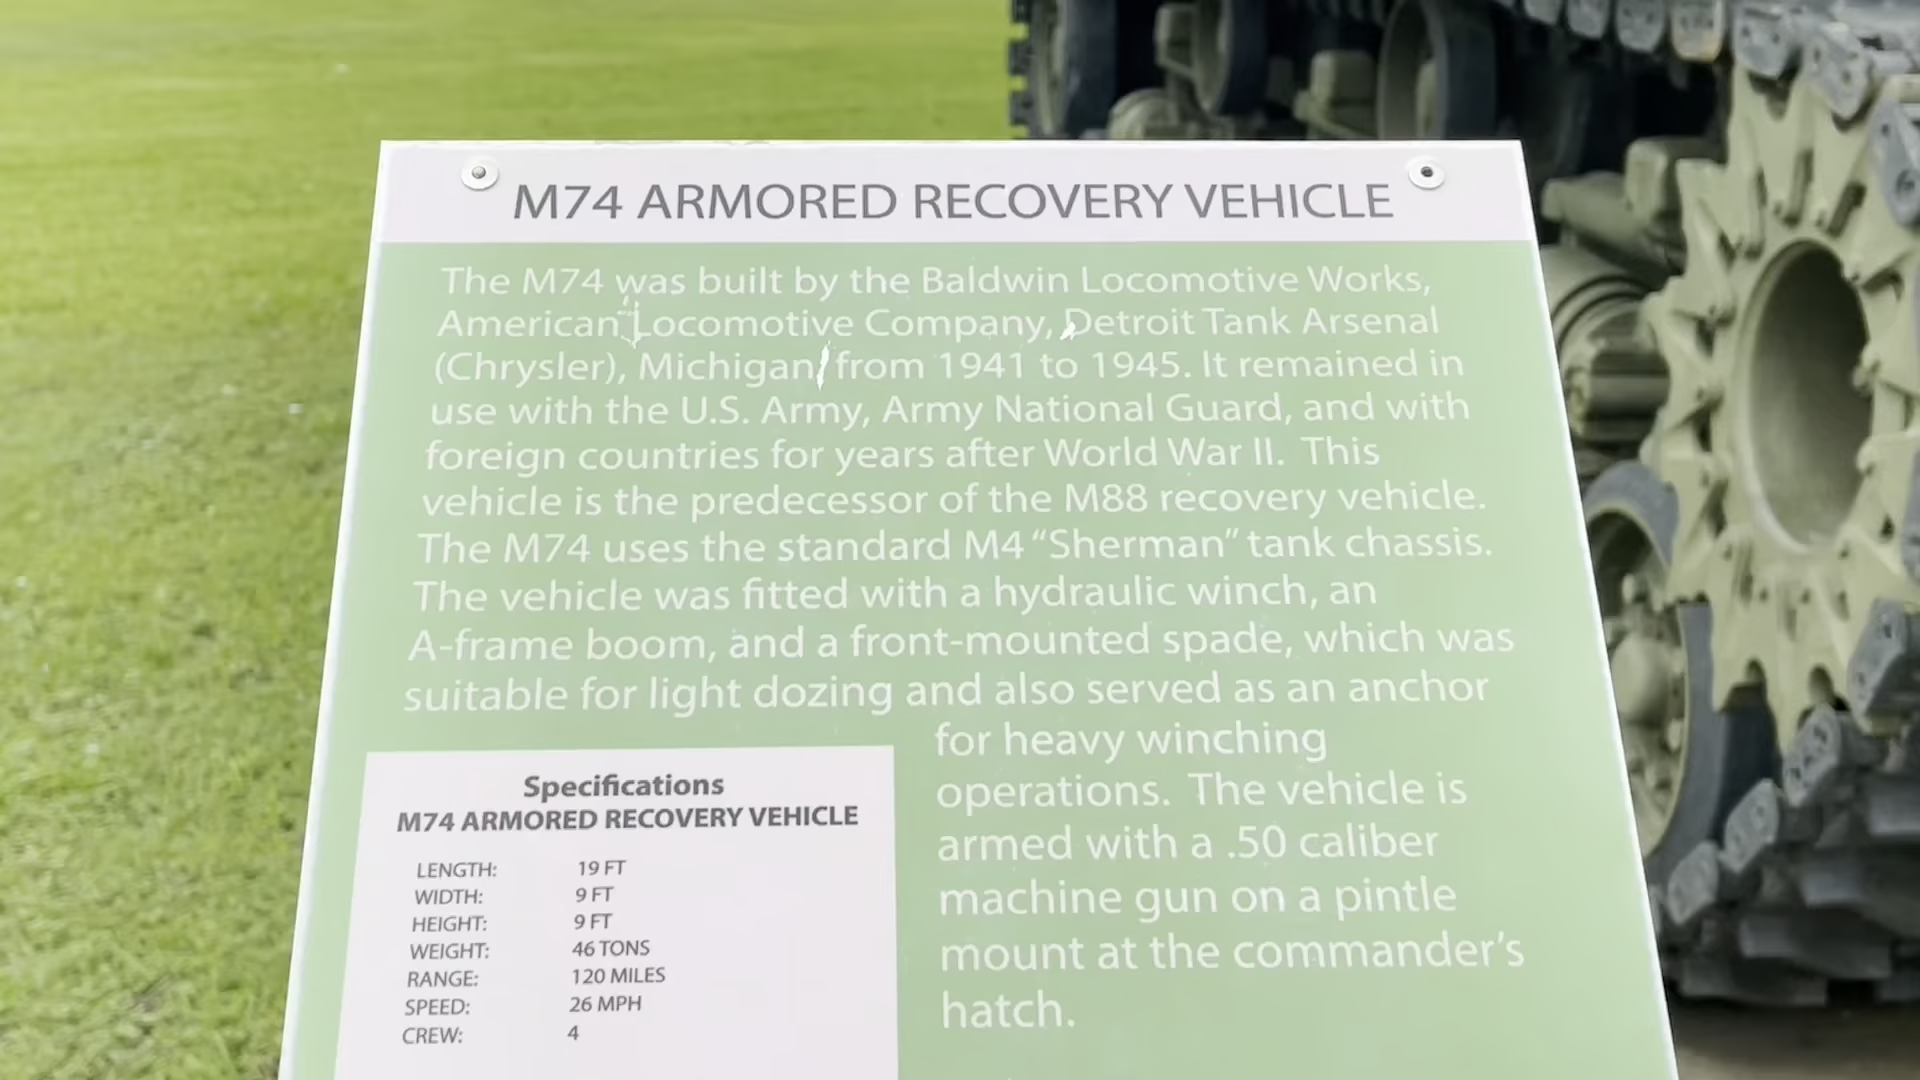 M74 ARMORED RECOVERY VEHICLE
The M74 was built by the Baldwin Locomotive Works,
American Locomotive Company, Detroit Tank Arsenal
(Chrysler), Michigan, from 1941 to 1945. It remained in
use with the U.S. Army, Army National Guard, and with
foreign countries for years after World War II. This
vehicle is the predecessor of the M88 recovery vehicle.
The M74 uses the standard M4 “Sherman” tank chassis.
The vehicle was fitted with a hydraulic winch, an
A-frame boom, and a front-mounted spade, which was
suitable for light dozing and also served as an anchor
for heavy winching
operations. The vehicle is
armed with a .50 caliber
machine gun on a pintle
mount at the commander’s
hatch.
Specifications
M74 ARMORED RECOVERY VEHICLE
LENGTH: 19 FT
WIDTH: 9 FT
HEIGHT: 9 FT
WEIGHT: 46 TONS
RANGE: 120 MILES
SPEED: 26 MPH
CREW: 4